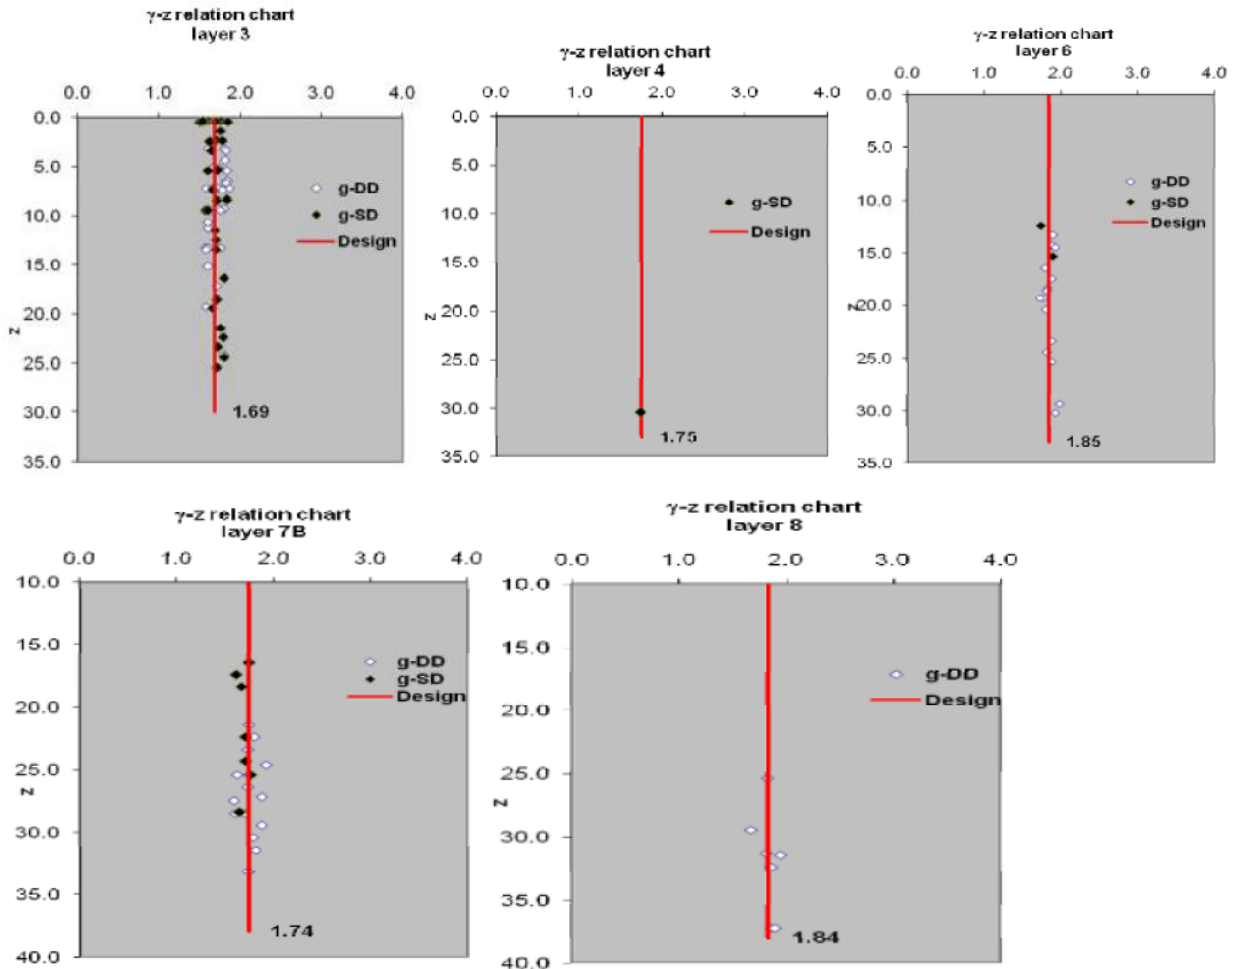 γ-z relation chart
layer 3
0.0 1.0 2.0 3.0 4.0
0.0
5.0
10.0
15.0
20.0
25.0
30.0
35.0
z
g-DD
g-SD
Design
1.69
γ-z relation chart
layer 4
0.0 1.0 2.0 3.0 4.0
0.0
5.0
10.0
15.0
20.0
25.0
30.0
35.0
z
g-SD
Design
1.75
γ-z relation chart
layer 6
0.0 1.0 2.0 3.0 4.0
0.0
5.0
10.0
15.0
20.0
25.0
30.0
35.0
z
g-DD
g-SD
Design
1.85
γ-z relation chart
layer 7B
0.0 1.0 2.0 3.0 4.0
10.0
15.0
20.0
25.0
30.0
35.0
40.0
z
g-DD
g-SD
Design
1.74
γ-z relation chart
layer 8
0.0 1.0 2.0 3.0 4.0
10.0
15.0
20.0
25.0
30.0
35.0
40.0
z
g-DD
Design
1.84